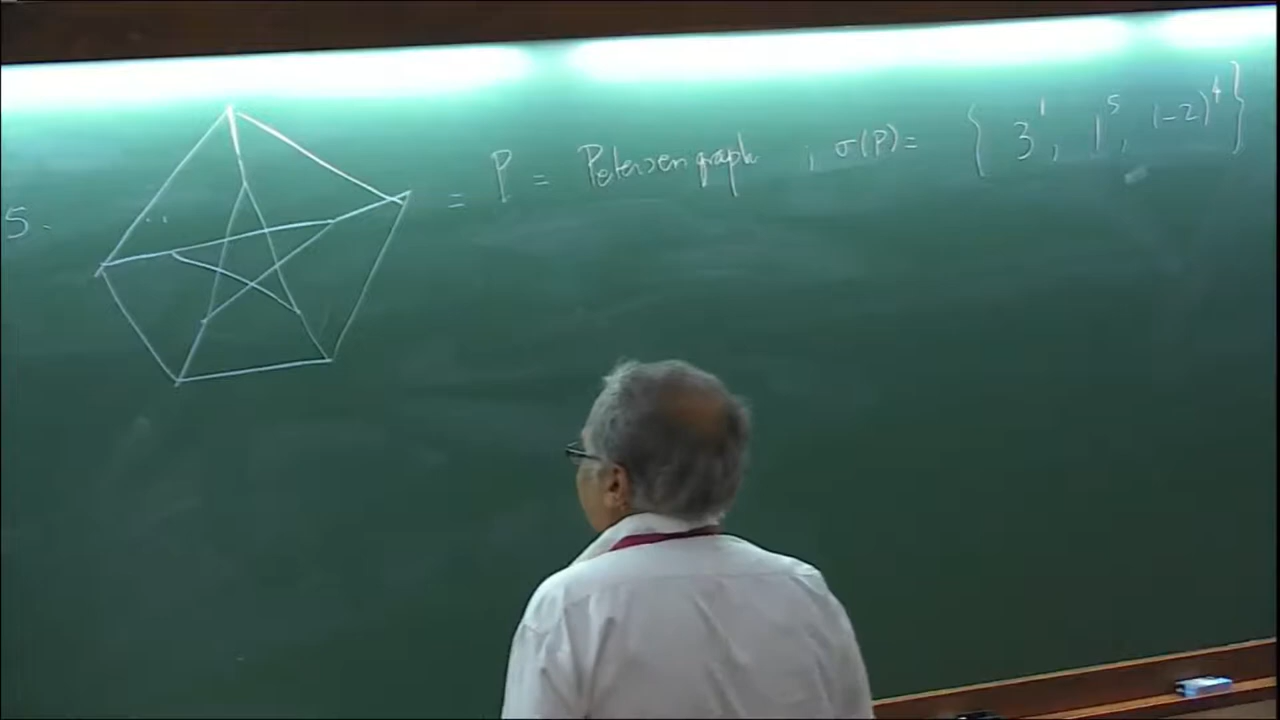 5. = P = Petersen graph ; σ(P) = { 3¹, 1⁵, (-2)⁴ }